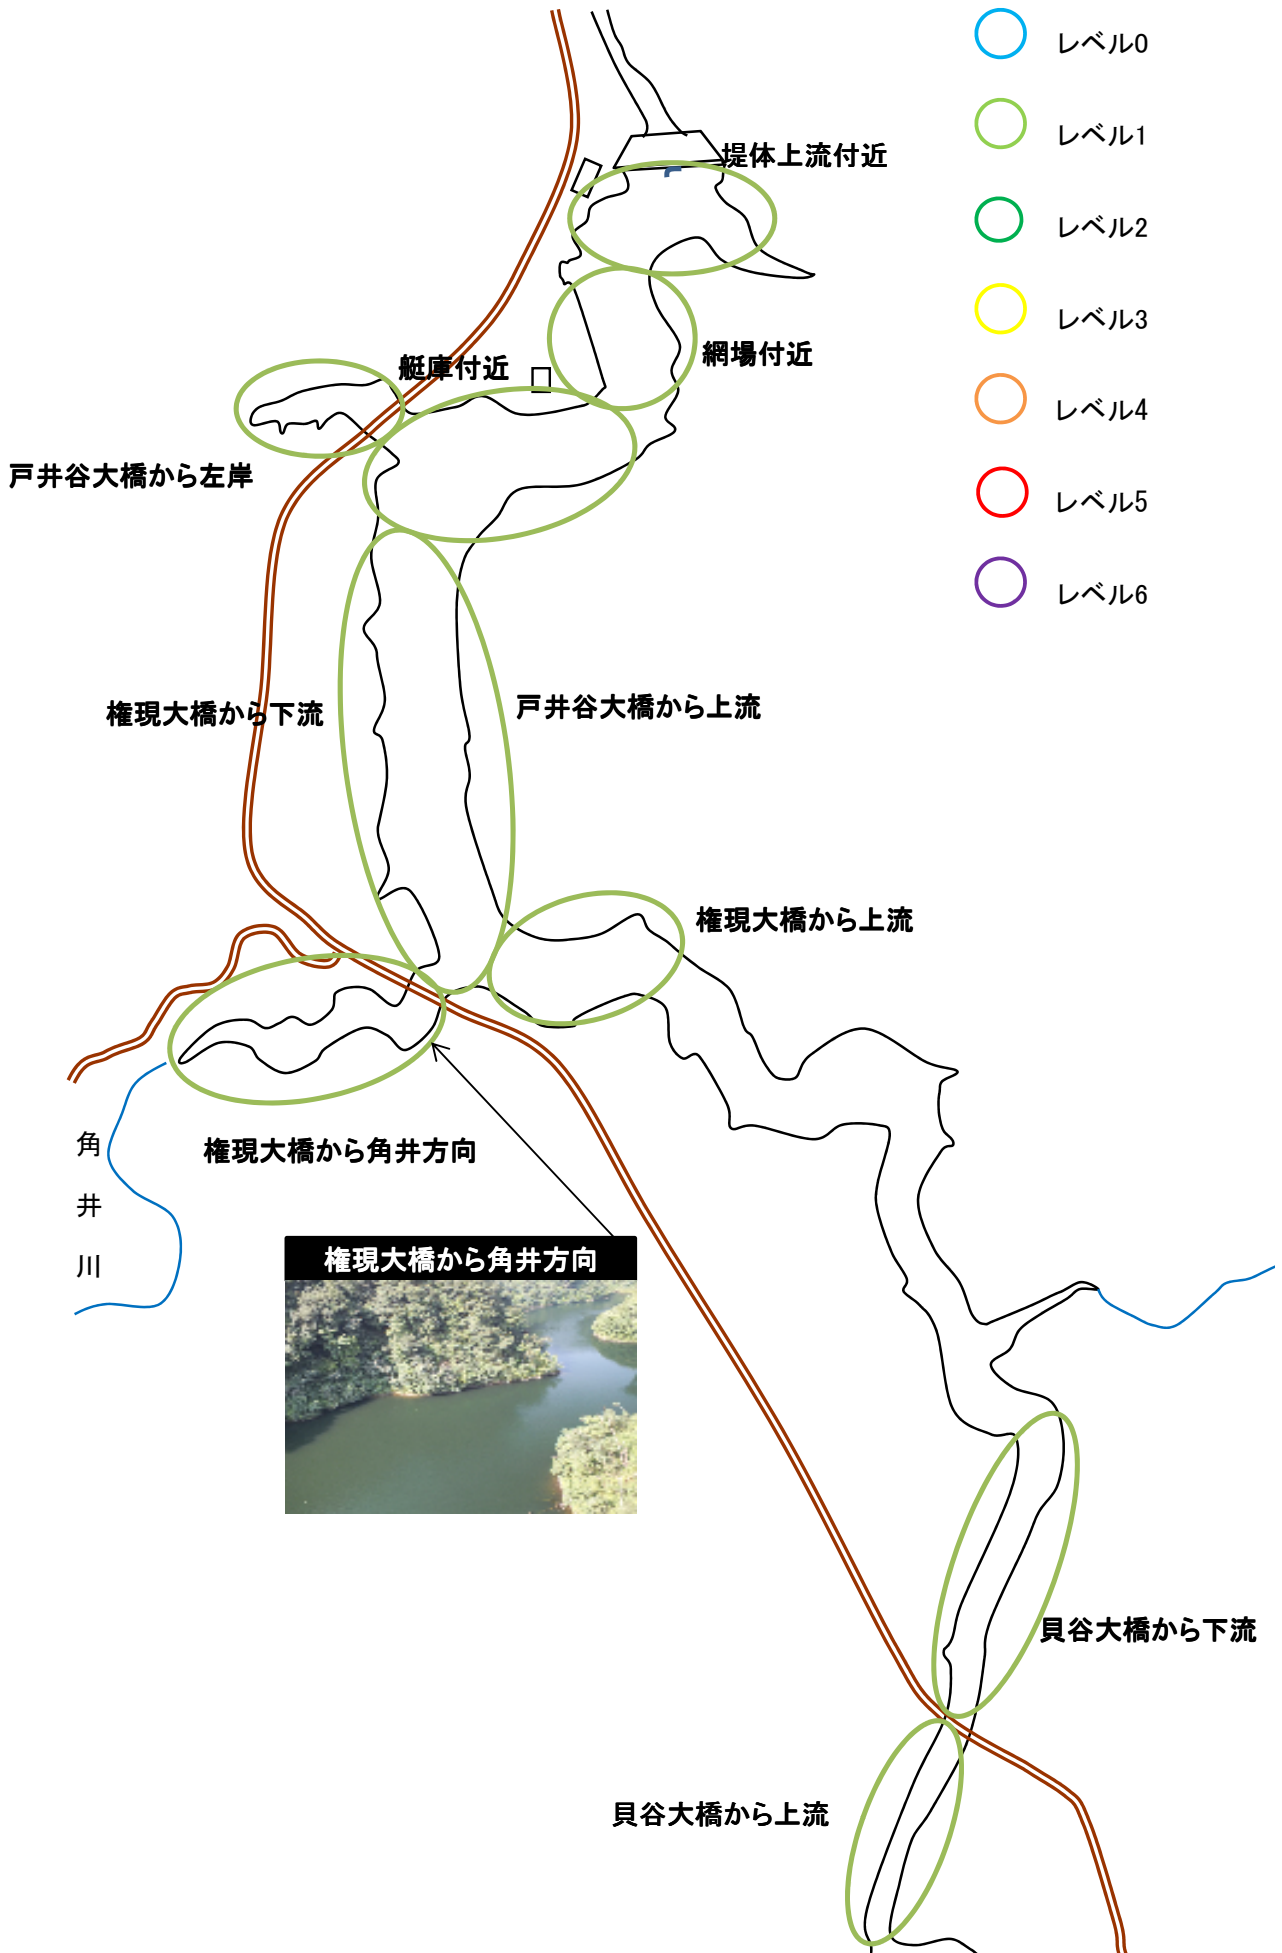 レベル0
レベル1
堤体上流付近
レベル2
レベル3
網場付近
艇庫付近
レベル4
戸井谷大橋から左岸
レベル5
レベル6
権現大橋から下流
戸井谷大橋から上流
権現大橋から上流
角
井
川
権現大橋から角井方向
権現大橋から角井方向
貝谷大橋から下流
貝谷大橋から上流